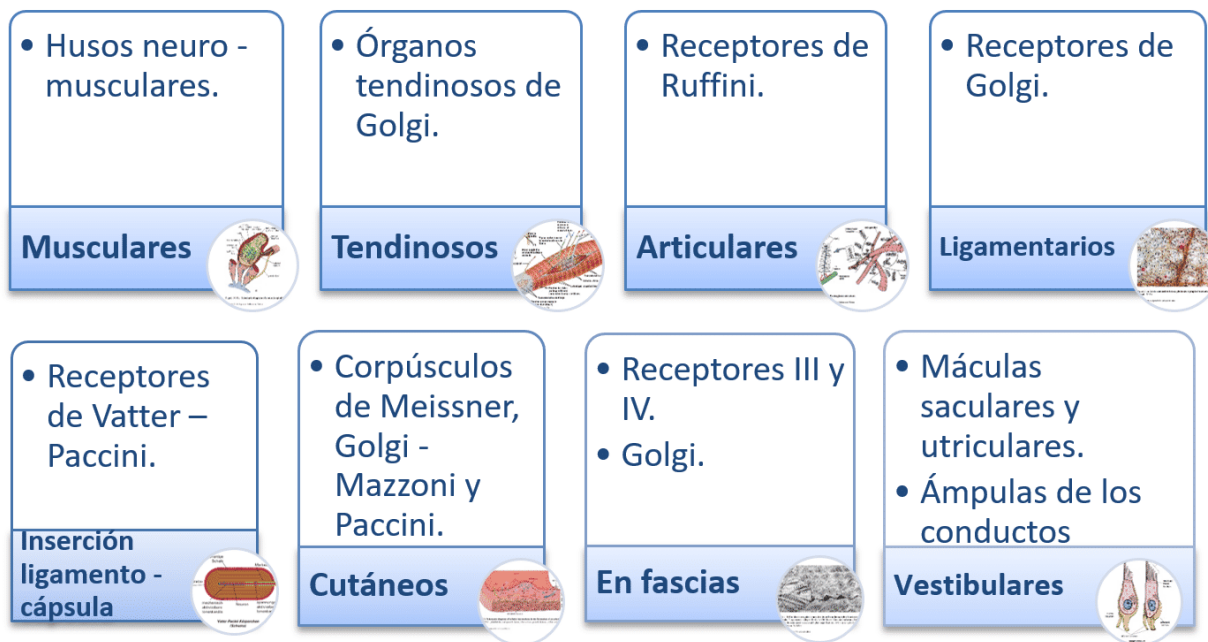 • Husos neuro -
musculares.
Musculares
• Órganos
tendinosos de
Golgi.
Tendinosos
• Receptores de
Ruffini.
Articulares
• Receptores de
Golgi.
Ligamentarios
• Receptores
de Vatter –
Paccini.
Inserción
ligamento -
cápsula
• Corpúsculos
de Meissner,
Golgi -
Mazzoni y
Paccini.
Cutáneos
• Receptores III y
IV.
• Golgi.
En fascias
• Máculas
saculares y
utriculares.
• Ámpulas de los
conductos
Vestibulares